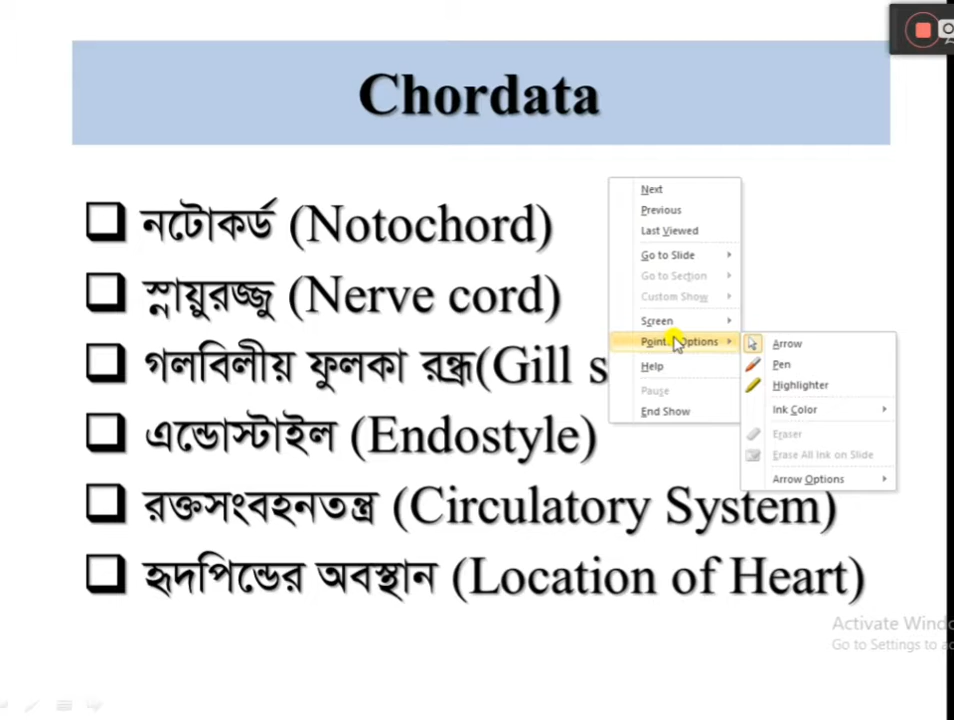 Chordata
নটোকর্ড (Notochord)
স্নায়ুরজ্জু (Nerve cord)
গলবিলীয় ফুলকা রন্ধ্র(Gill s
এন্ডোস্টাইল (Endostyle)
রক্তসংবহনতন্ত্র (Circulatory System)
হৃদপিন্ডের অবস্থান (Location of Heart)
Next
Previous
Last Viewed
Go to Slide
Go to Section
Custom Show
Screen
Point Options
Help
Pause
End Show
Arrow
Pen
Highlighter
Ink Color
Eraser
Erase All Ink on Slide
Arrow Options
Activate Windo
Go to Settings to a